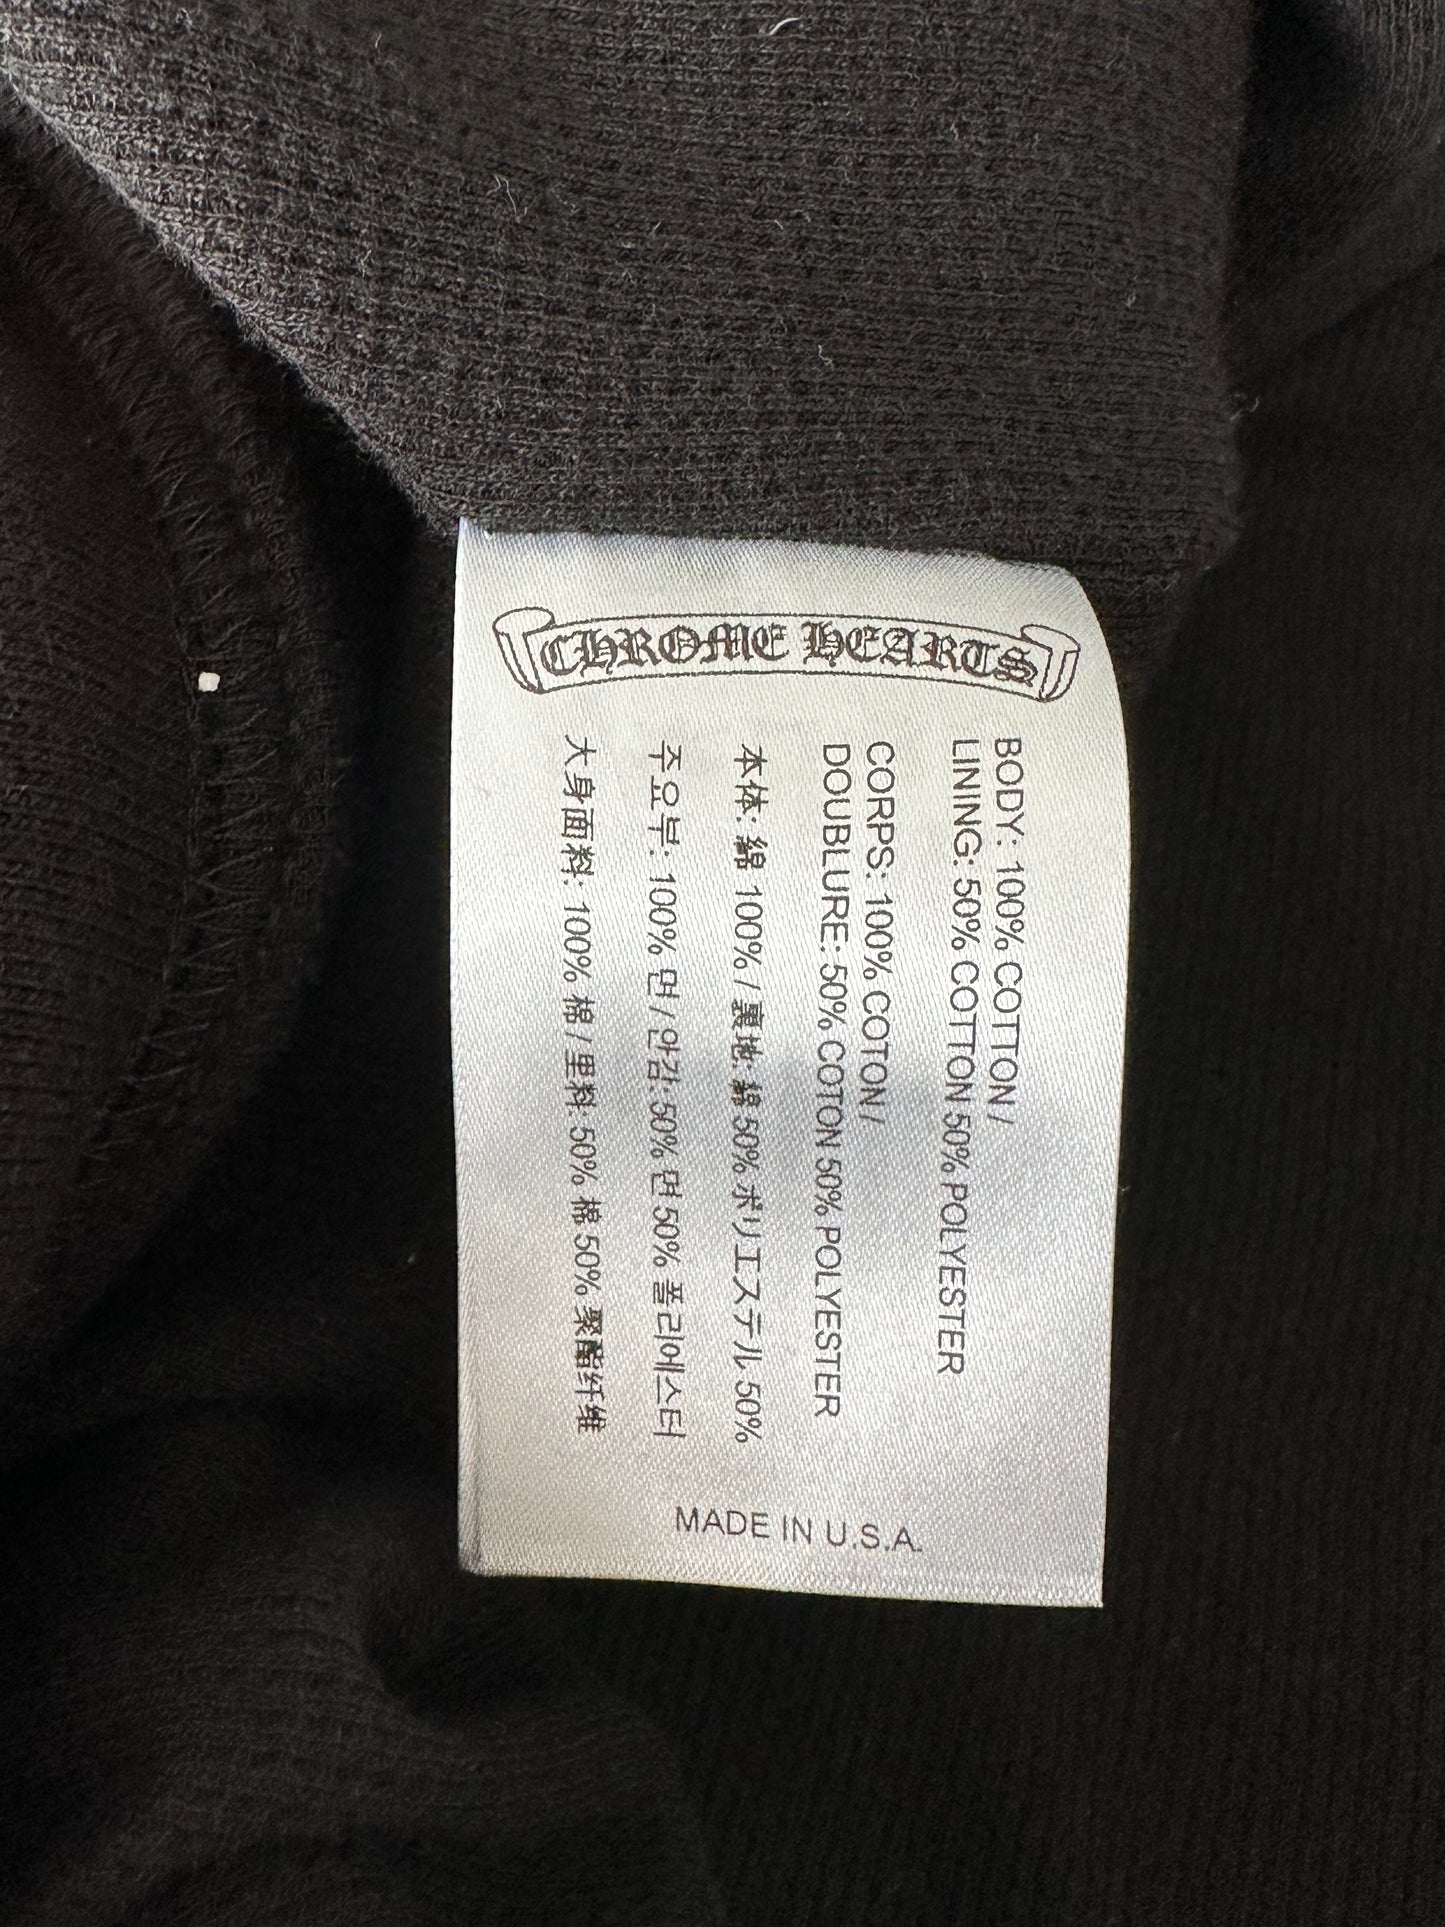 CHROME HEARTS
BODY: 100% COTTON /
LINING: 50% COTTON 50% POLYESTER
CORPS: 100% COTON /
DOUBLURE: 50% COTON 50% POLYESTER
本体: 綿 100% / 裏地: 綿 50% ポリエステル 50%
주요부: 100% 면 / 안감: 50% 면 50% 폴리에스터
大身面料: 100% 棉 / 里料: 50% 棉 50% 聚酯纤维
MADE IN U.S.A.